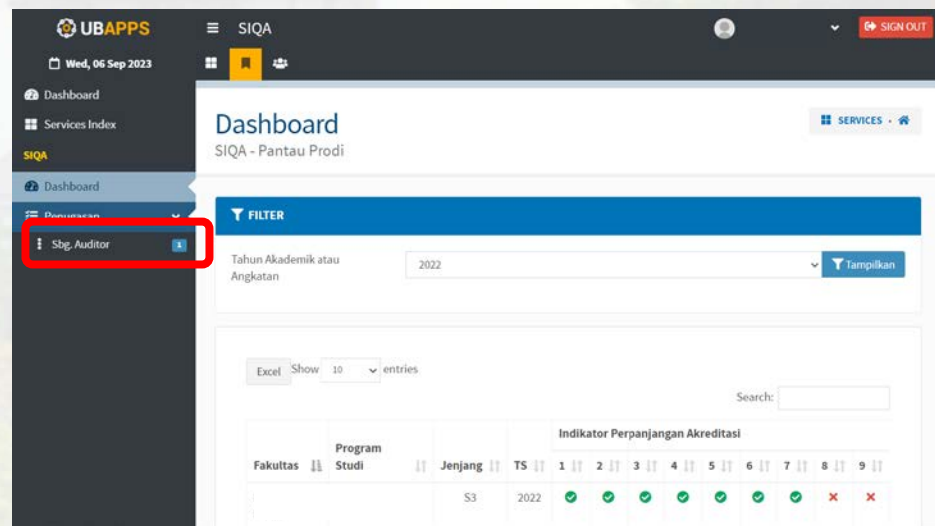 UBAPPS
SIQA
SIGN OUT
Wed, 06 Sep 2023
Dashboard
Services Index
SIQA
Dashboard
Penugasan
Sbg. Auditor 1
Dashboard
SIQA - Pantau Prodi
SERVICES
FILTER
Tahun Akademik atau
Angkatan
2022
Tampilkan
Excel Show 10 entries
Search:
Indikator Perpanjangan Akreditasi
Fakultas Program Studi Jenjang TS 1 2 3 4 5 6 7 8 9
S3 2022